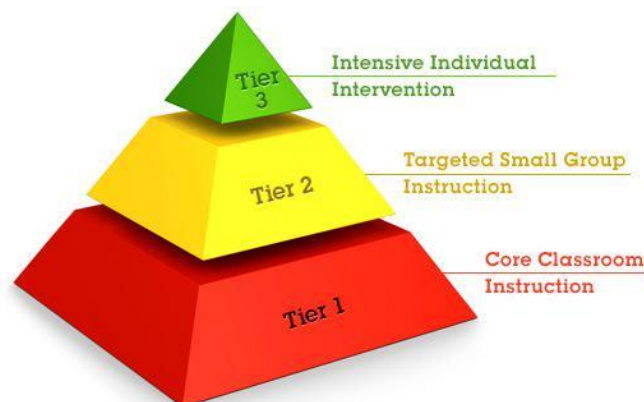 Tier
3
Intensive Individual
Intervention
Tier 2
Targeted Small Group
Instruction
Tier 1
Core Classroom
Instruction